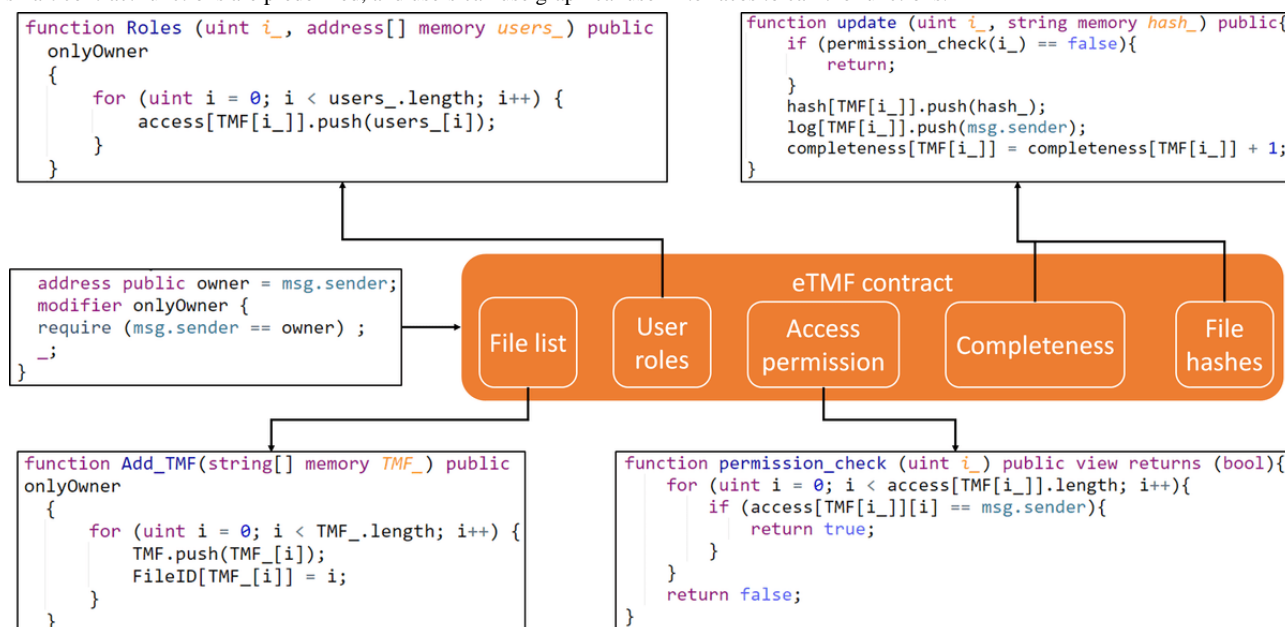 function Roles (uint i_, address[] memory users_) public
onlyOwner
{
for (uint i = 0; i < users_.length; i++) {
access[TMF[i_]].push(users_[i]);
}
}
function update (uint i_, string memory hash_) public{
if (permission_check(i_) == false){
return;
}
hash[TMF[i_]].push(hash_);
log[TMF[i_]].push(msg.sender);
completeness[TMF[i_]] = completeness[TMF[i_]] + 1;
}
address public owner = msg.sender;
modifier onlyOwner {
require (msg.sender == owner) ;
_;
}
eTMF contract
File list
User
roles
Access
permission
Completeness
File
hashes
function Add_TMF(string[] memory TMF_) public
onlyOwner
{
for (uint i = 0; i < TMF_.length; i++) {
TMF.push(TMF_[i]);
FileID[TMF_[i]] = i;
}
}
function permission_check (uint i_) public view returns (bool){
for (uint i = 0; i < access[TMF[i_]].length; i++){
if (access[TMF[i_]][i] == msg.sender){
return true;
}
}
return false;
}